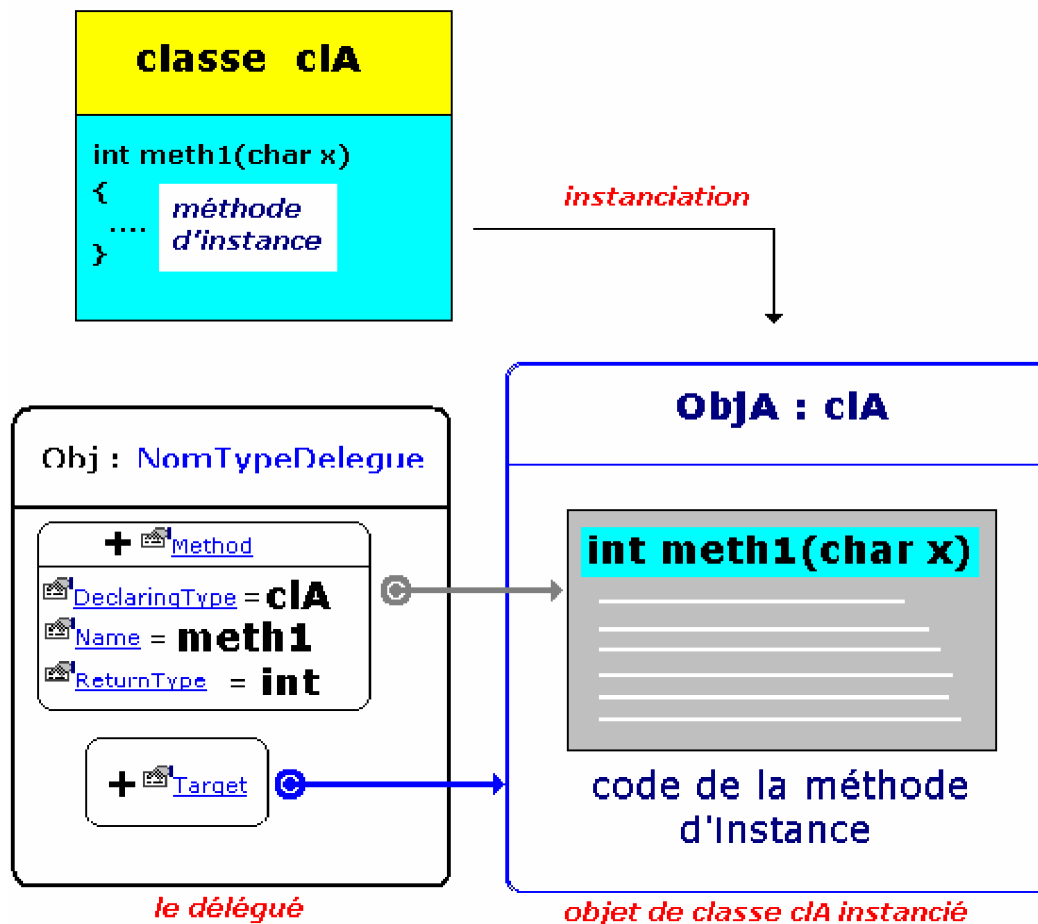 classe clA
int meth1(char x)
{
....
}
méthode
d'instance
instanciation
ObjA : clA
Obj : NomTypeDelegue
+ Method
DeclaringType = clA
Name = meth1
ReturnType = int
+ Target
int meth1(char x)
code de la méthode
d'Instance
le délégué
objet de classe clA instancié